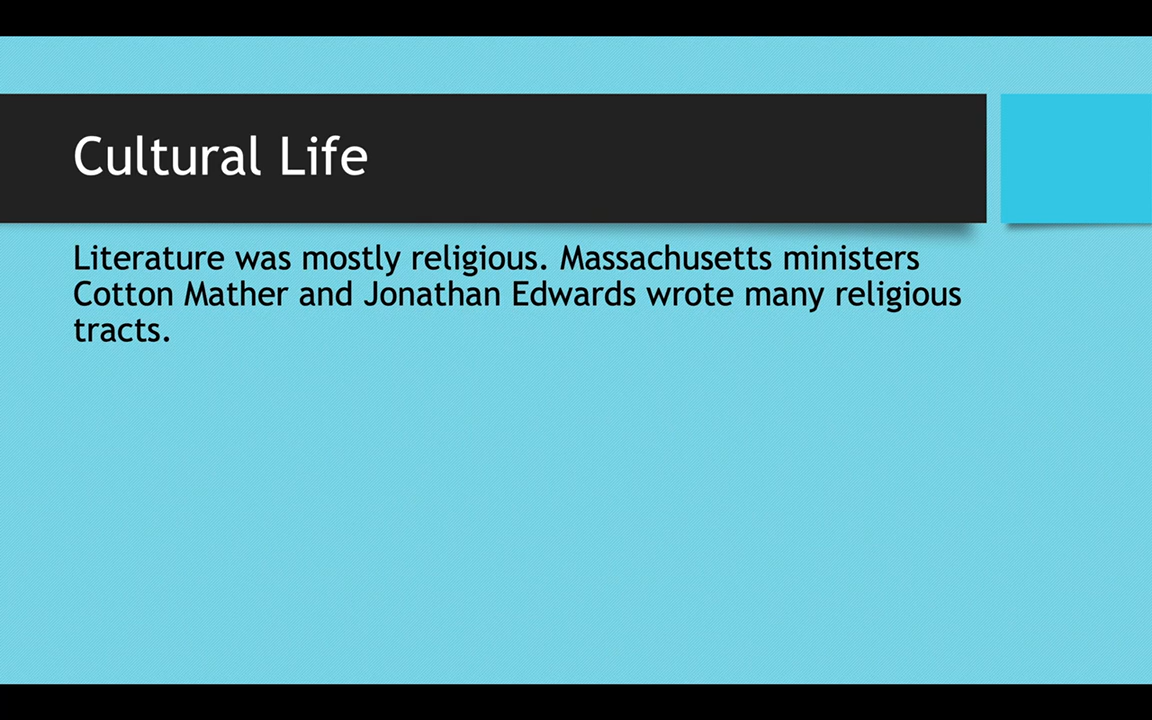 Cultural Life
Literature was mostly religious. Massachusetts ministers
Cotton Mather and Jonathan Edwards wrote many religious
tracts.